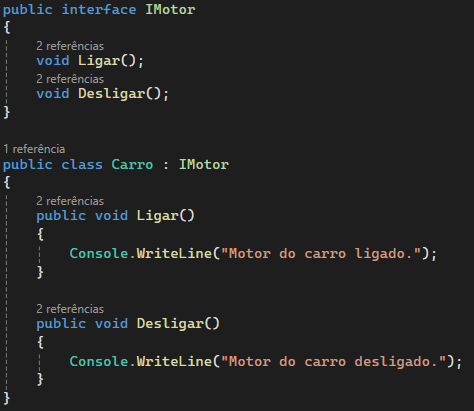 public interface IMotor
{
2 referências
void Ligar();
2 referências
void Desligar();
}
1 referência
public class Carro : IMotor
{
2 referências
public void Ligar()
{
Console.WriteLine("Motor do carro ligado.");
}
2 referências
public void Desligar()
{
Console.WriteLine("Motor do carro desligado.");
}
}